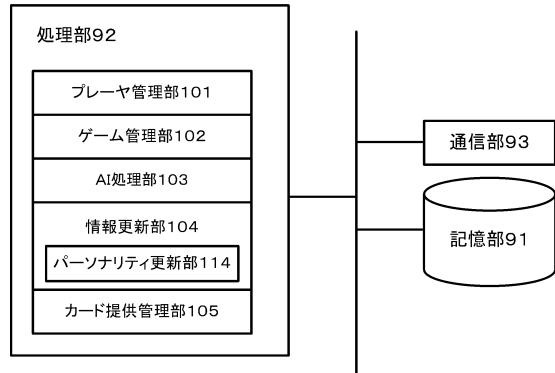 処理部92
プレーヤ管理部101
ゲーム管理部102
AI処理部103
情報更新部104
パーソナリティ更新部114
カード提供管理部105
通信部93
記憶部91